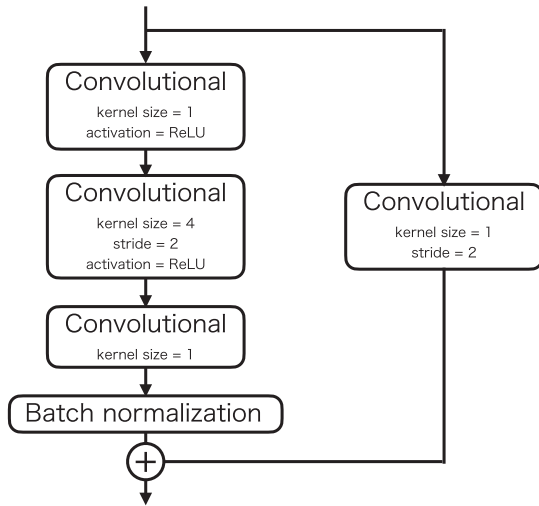 Convolutional
kernel size = 1
activation = ReLU
Convolutional
kernel size = 4
stride = 2
activation = ReLU
Convolutional
kernel size = 1
Batch normalization
+
Convolutional
kernel size = 1
stride = 2